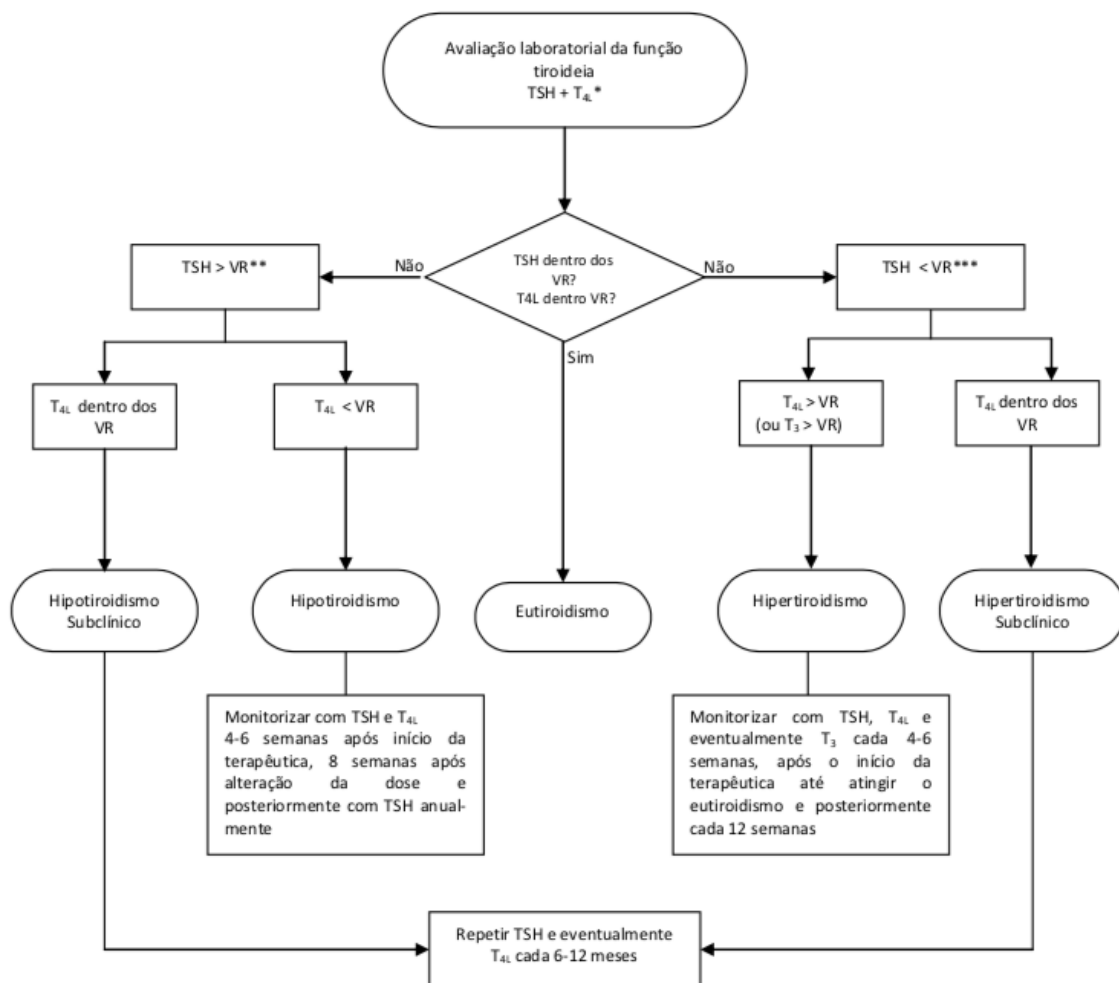 Avaliação laboratorial da função
tiroideia
TSH + T4L*
TSH > VR**
Não
TSH dentro dos
VR?
T4L dentro VR?
Não
TSH < VR***
Sim
T4L dentro dos
VR
T4L < VR
T4L > VR
(ou T3 > VR)
T4L dentro dos
VR
Hipotiroidismo
Subclínico
Hipotiroidismo
Eutiroidismo
Hipertiroidismo
Hipertiroidismo
Subclínico
Monitorizar com TSH e T4L
4-6 semanas após início da
terapêutica, 8 semanas após
alteração da dose e
posteriormente com TSH anual-
mente
Monitorizar com TSH, T4L e
eventualmente T3 cada 4-6
semanas, após o início da
terapêutica até atingir o
eutiroidismo e posteriormente
cada 12 semanas
Repetir TSH e eventualmente
T4L cada 6-12 meses